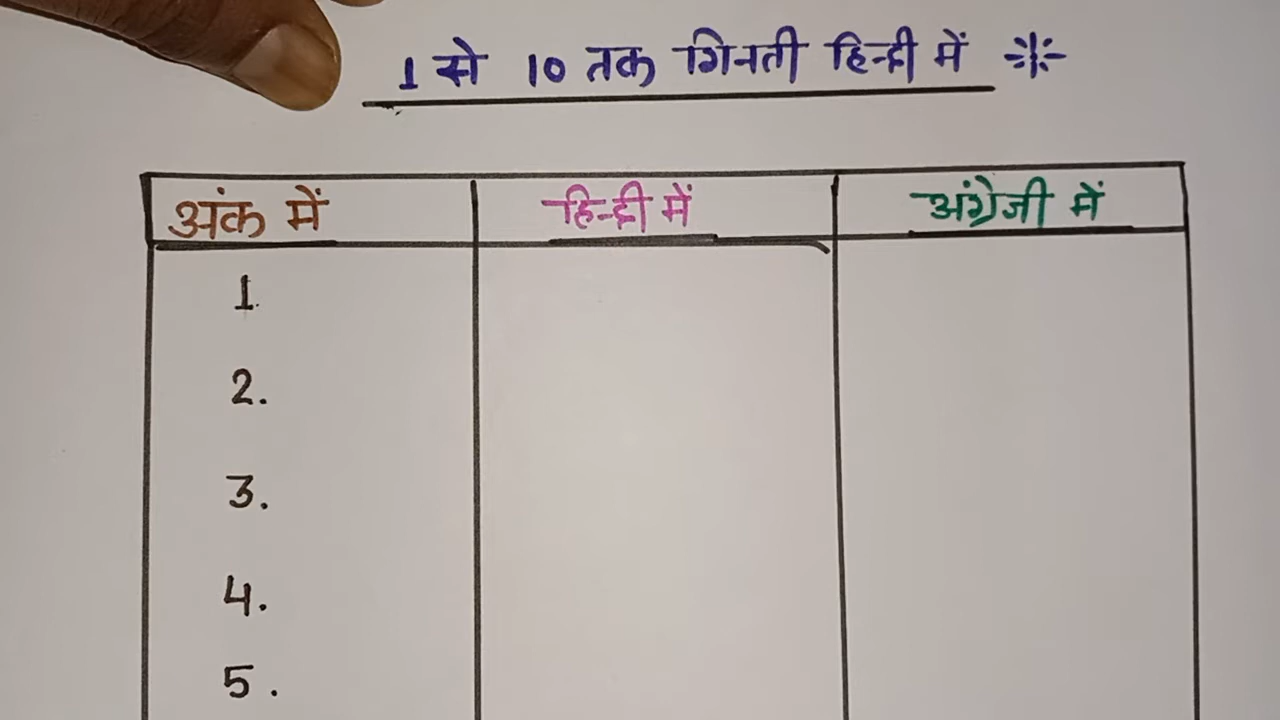 1 से 10 तक गिनती हिन्दी में
अंक में हिन्दी में अंग्रेजी में
1.
2.
3.
4.
5.